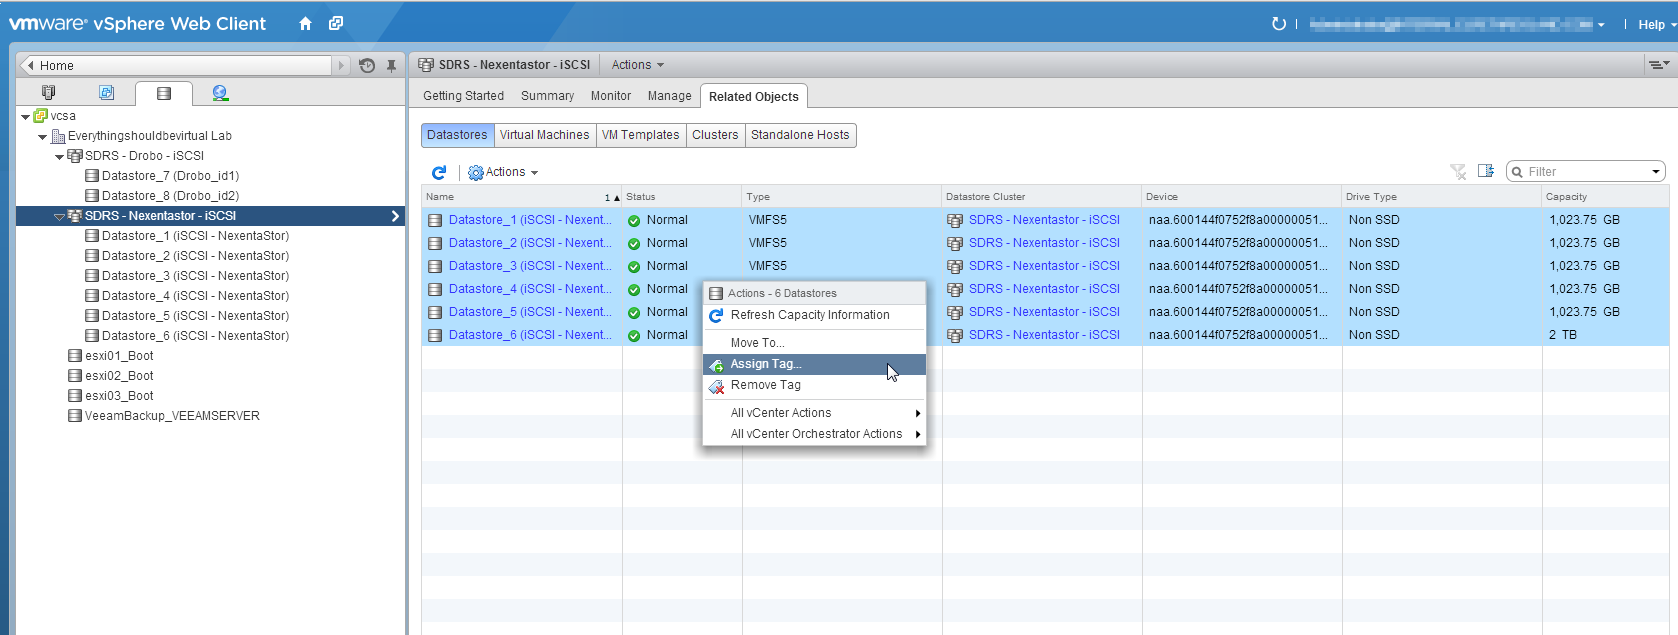 vmware® vSphere Web Client
Help
Home
vcsa
Everythingshouldbevirtual Lab
SDRS - Drobo - iSCSI
Datastore_7 (Drobo_id1)
Datastore_8 (Drobo_id2)
SDRS - Nexentastor - iSCSI
Datastore_1 (iSCSI - NexentaStor)
Datastore_2 (iSCSI - NexentaStor)
Datastore_3 (iSCSI - NexentaStor)
Datastore_4 (iSCSI - NexentaStor)
Datastore_5 (iSCSI - NexentaStor)
Datastore_6 (iSCSI - NexentaStor)
esxi01_Boot
esxi02_Boot
esxi03_Boot
VeeamBackup_VEEAMSERVER
SDRS - Nexentastor - iSCSI Actions
Getting Started Summary Monitor Manage Related Objects
Datastores Virtual Machines VM Templates Clusters Standalone Hosts
Actions Filter
Name 1 Status Type Datastore Cluster Device Drive Type Capacity
Datastore_1 (iSCSI - Nexent... Normal VMFS5 SDRS - Nexentastor - iSCSI naa.600144f0752f8a00000051... Non SSD 1,023.75 GB
Datastore_2 (iSCSI - Nexent... Normal VMFS5 SDRS - Nexentastor - iSCSI naa.600144f0752f8a00000051... Non SSD 1,023.75 GB
Datastore_3 (iSCSI - Nexent... Normal VMFS5 SDRS - Nexentastor - iSCSI naa.600144f0752f8a00000051... Non SSD 1,023.75 GB
Datastore_4 (iSCSI - Nexent... Normal SDRS - Nexentastor - iSCSI naa.600144f0752f8a00000051... Non SSD 1,023.75 GB
Datastore_5 (iSCSI - Nexent... Normal SDRS - Nexentastor - iSCSI naa.600144f0752f8a00000051... Non SSD 1,023.75 GB
Datastore_6 (iSCSI - Nexent... Normal SDRS - Nexentastor - iSCSI naa.600144f0752f8a00000051... Non SSD 2 TB
Actions - 6 Datastores
Refresh Capacity Information
Move To...
Assign Tag...
Remove Tag
All vCenter Actions
All vCenter Orchestrator Actions